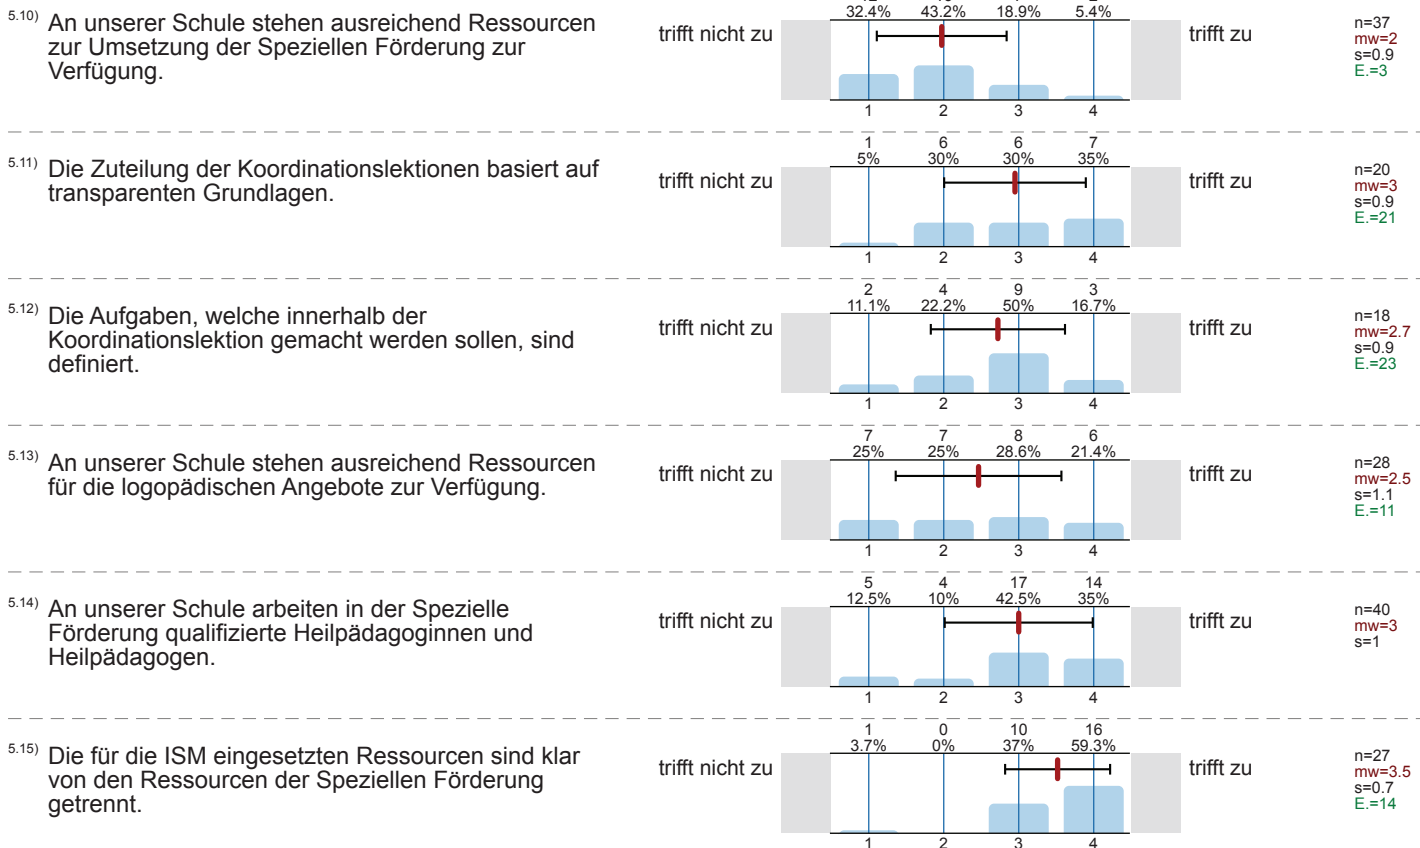 32.4% 43.2% 18.9% 5.4%
5.10) An unserer Schule stehen ausreichend Ressourcen
zur Umsetzung der Speziellen Förderung zur
Verfügung.
trifft nicht zu
trifft zu
n=37
mw=2
s=0.9
E.=3
1 2 3 4
1 6 6 7
5% 30% 30% 35%
5.11) Die Zuteilung der Koordinationslektionen basiert auf
transparenten Grundlagen.
trifft nicht zu
trifft zu
n=20
mw=3
s=0.9
E.=21
1 2 3 4
2 4 9 3
11.1% 22.2% 50% 16.7%
5.12) Die Aufgaben, welche innerhalb der
Koordinationslektion gemacht werden sollen, sind
definiert.
trifft nicht zu
trifft zu
n=18
mw=2.7
s=0.9
E.=23
1 2 3 4
7 7 8 6
25% 25% 28.6% 21.4%
5.13) An unserer Schule stehen ausreichend Ressourcen
für die logopädischen Angebote zur Verfügung.
trifft nicht zu
trifft zu
n=28
mw=2.5
s=1.1
E.=11
1 2 3 4
5 4 17 14
12.5% 10% 42.5% 35%
5.14) An unserer Schule arbeiten in der Spezielle
Förderung qualifizierte Heilpädagoginnen und
Heilpädagogen.
trifft nicht zu
trifft zu
n=40
mw=3
s=1
1 2 3 4
1 0 10 16
3.7% 0% 37% 59.3%
5.15) Die für die ISM eingesetzten Ressourcen sind klar
von den Ressourcen der Speziellen Förderung
getrennt.
trifft nicht zu
trifft zu
n=27
mw=3.5
s=0.7
E.=14
1 2 3 4